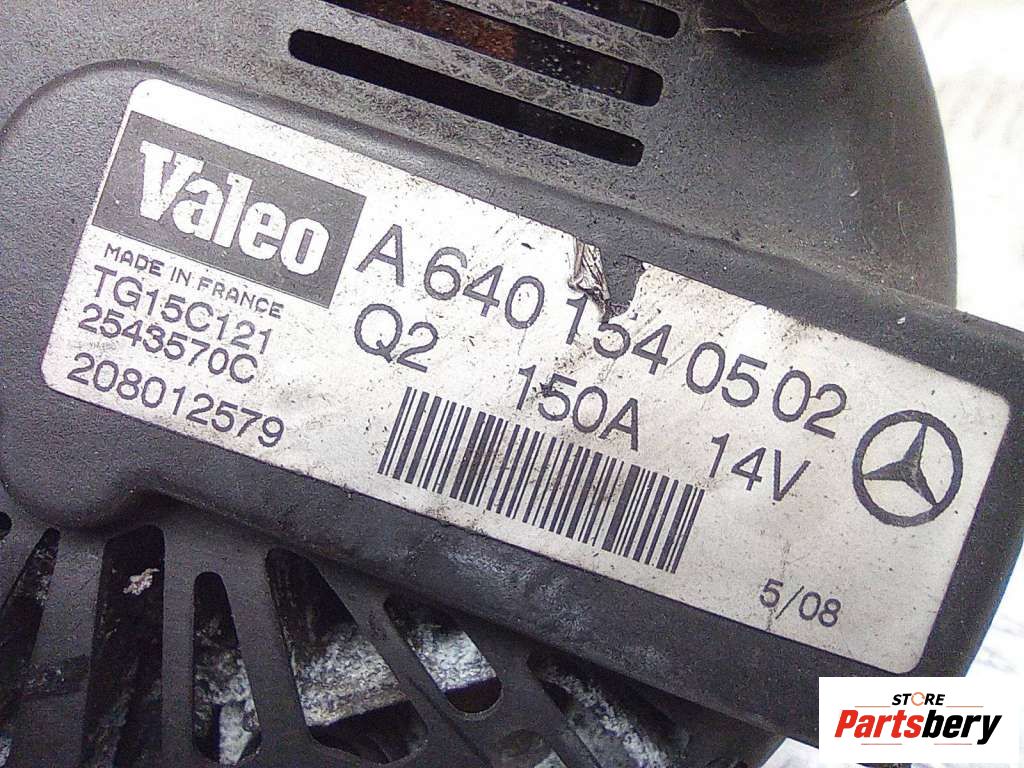 Valeo
MADE IN FRANCE
TG15C121
2543570C
208012579
A 640 154 05 02
Q2 150A 14V
5/08
STORE
Partsbery